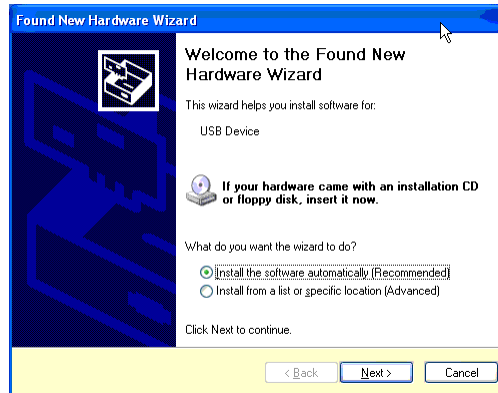 Found New Hardware Wizard
Welcome to the Found New
Hardware Wizard
This wizard helps you install software for:
USB Device
If your hardware came with an installation CD
or floppy disk, insert it now.
What do you want the wizard to do?
Install the software automatically (Recommended)
Install from a list or specific location (Advanced)
Click Next to continue.
< Back Next > Cancel